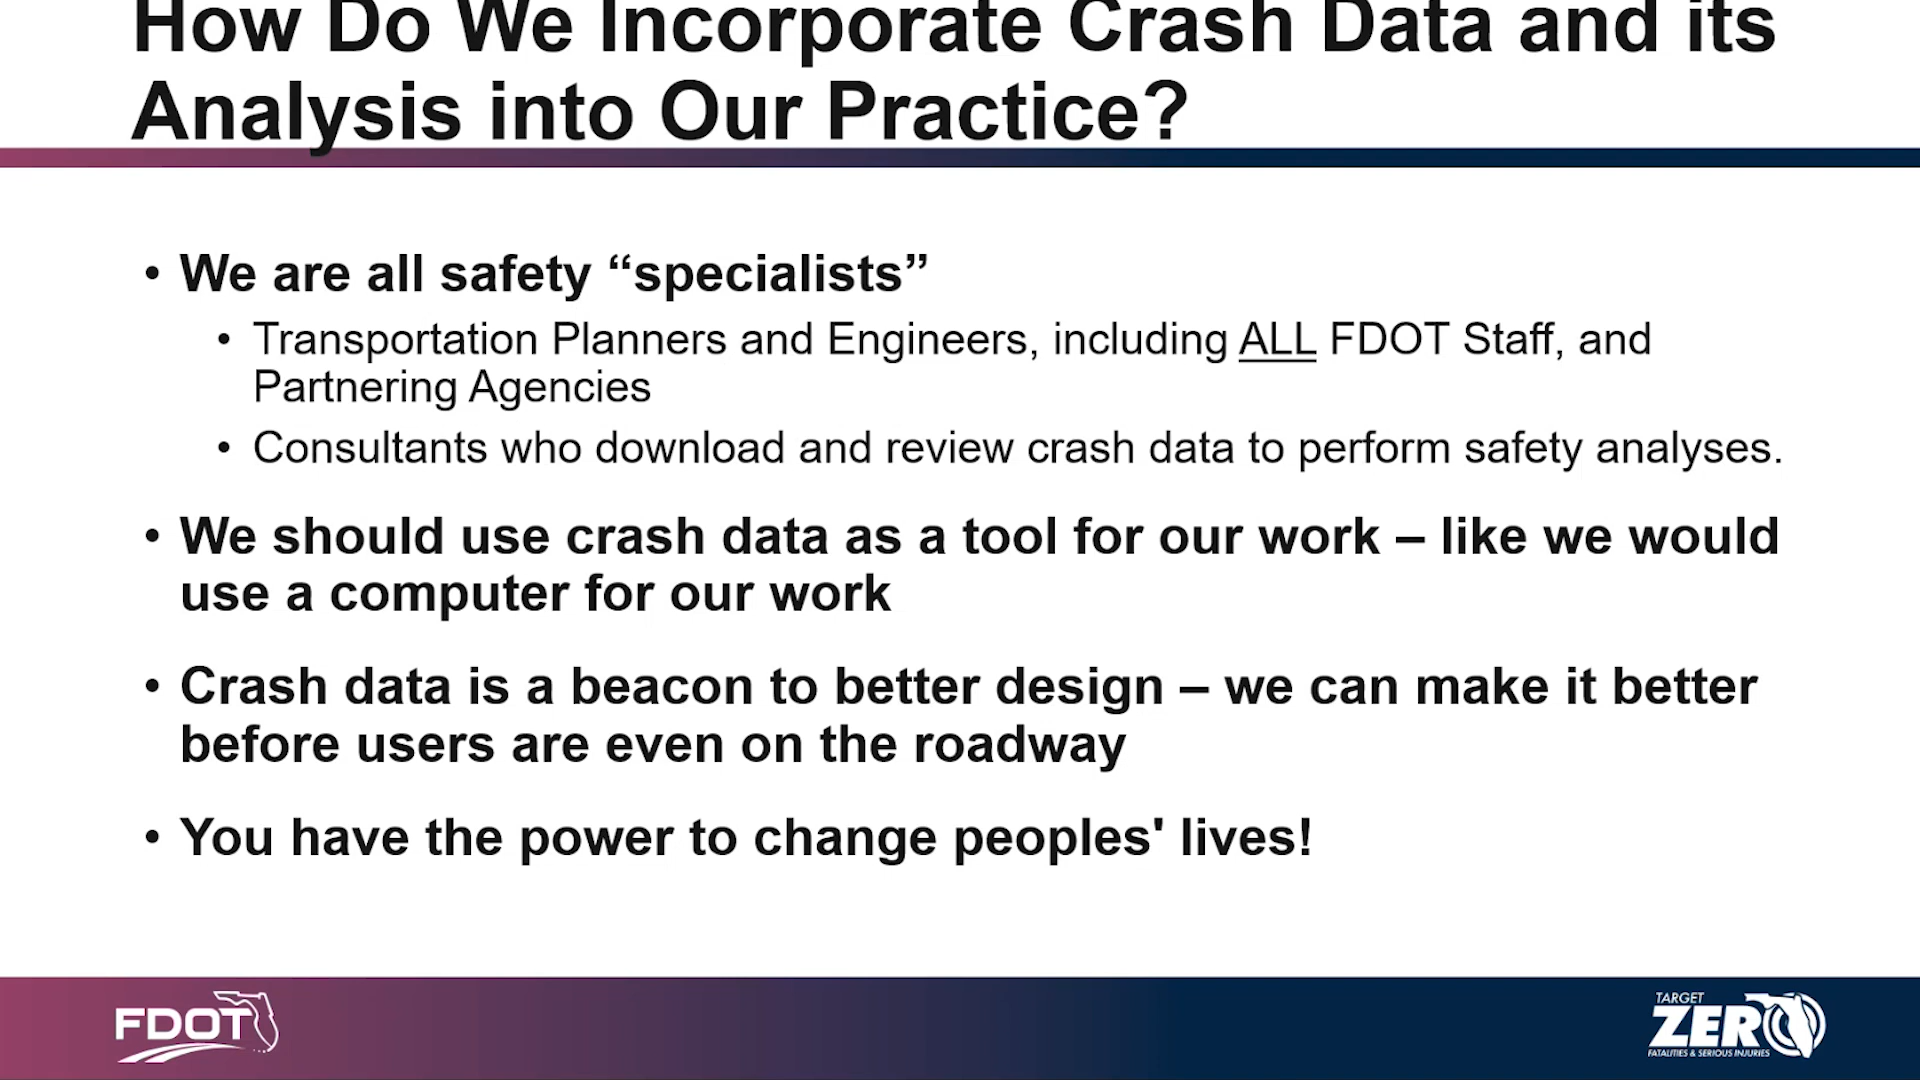 How Do We Incorporate Crash Data and its
Analysis into Our Practice?
• We are all safety “specialists”
• Transportation Planners and Engineers, including ALL FDOT Staff, and
Partnering Agencies
• Consultants who download and review crash data to perform safety analyses.
• We should use crash data as a tool for our work – like we would
use a computer for our work
• Crash data is a beacon to better design – we can make it better
before users are even on the roadway
• You have the power to change peoples' lives!
FDOT
TARGET
ZERO
FATALITIES & SERIOUS INJURIES